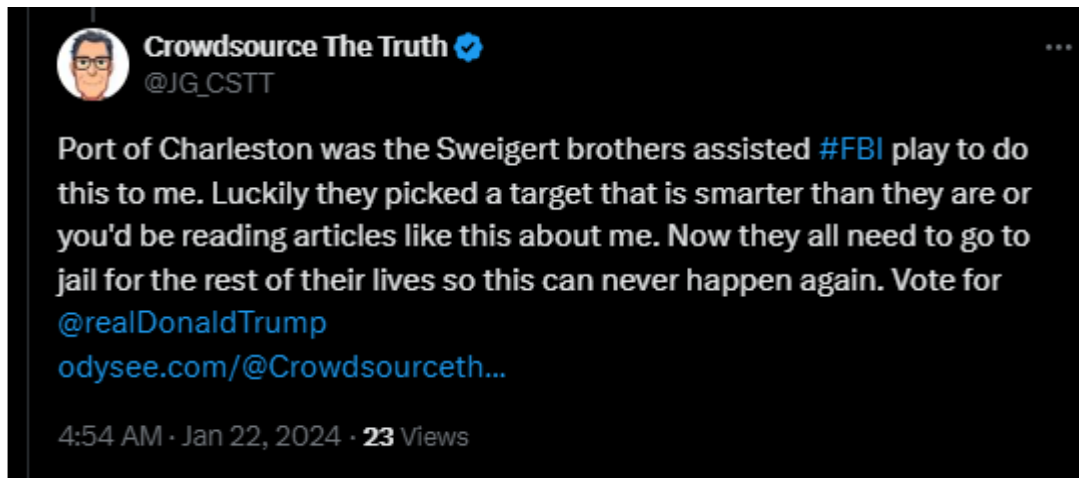 Crowdsource The Truth
@JG_CSTT
Port of Charleston was the Sweigert brothers assisted #FBI play to do
this to me. Luckily they picked a target that is smarter than they are or
you'd be reading articles like this about me. Now they all need to go to
jail for the rest of their lives so this can never happen again. Vote for
@realDonaldTrump
odysee.com/@Crowdsourceth...
4:54 AM · Jan 22, 2024 · 23 Views